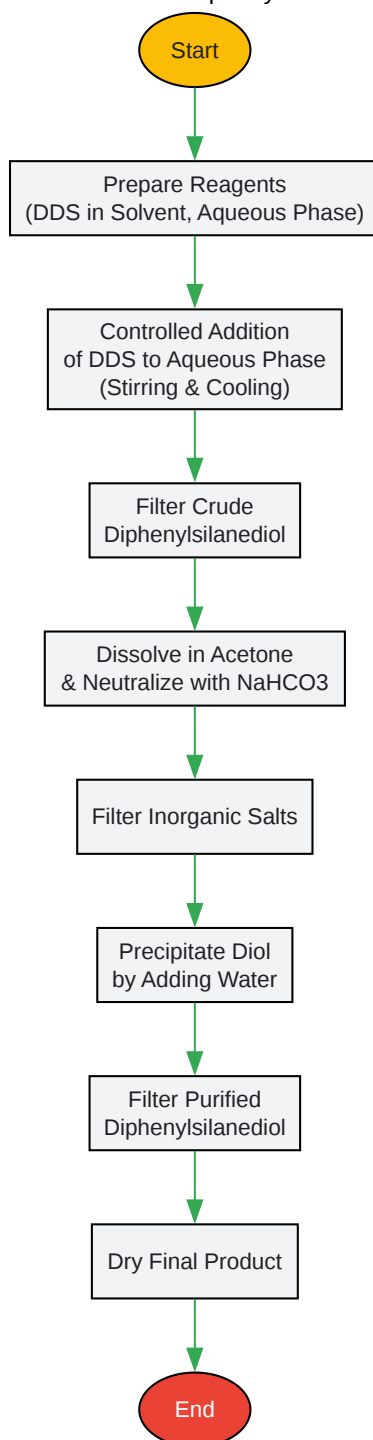 Start
Prepare Reagents
(DDS in Solvent, Aqueous Phase)
Controlled Addition
of DDS to Aqueous Phase
(Stirring & Cooling)
Filter Crude
Diphenylsilanediol
Dissolve in Acetone
& Neutralize with NaHCO3
Filter Inorganic Salts
Precipitate Diol
by Adding Water
Filter Purified
Diphenylsilanediol
Dry Final Product
End